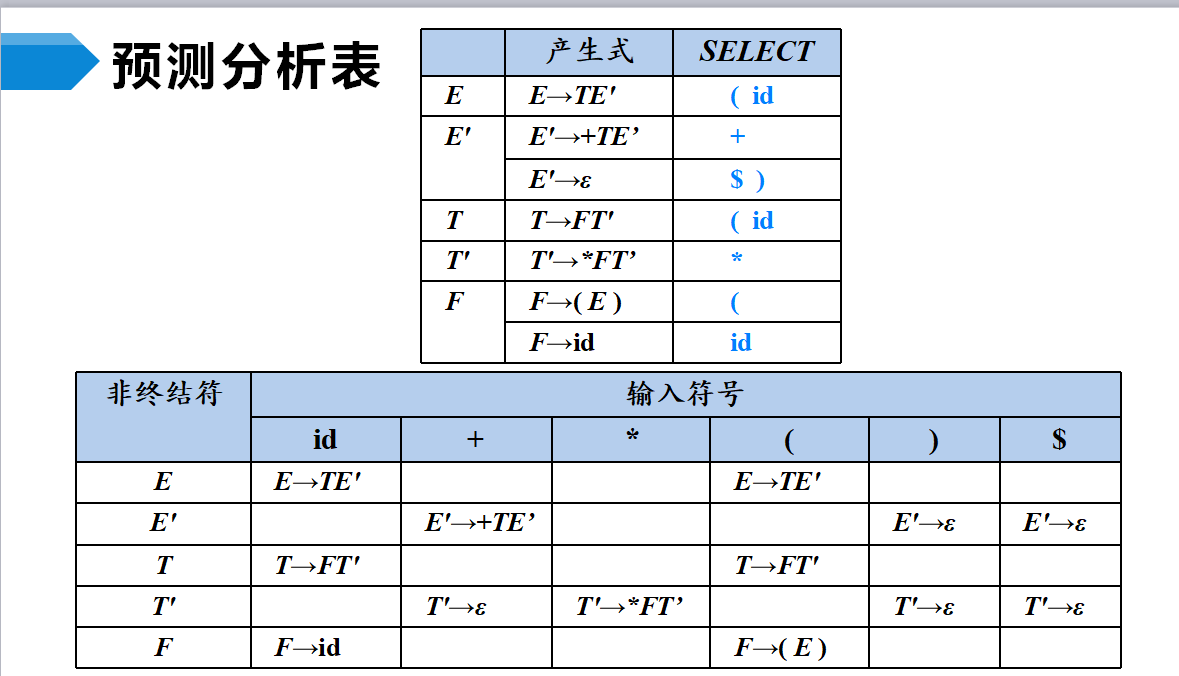 预测分析表
产生式 SELECT
E E→TE' ( id
E' E'→+TE’ +
E'→ε $ )
T T→FT' ( id
T' T'→*FT’ *
F F→( E ) (
F→id id
非终结符 输入符号
id + * ( ) $
E E→TE' E→TE'
E' E'→+TE’ E'→ε E'→ε
T T→FT' T→FT'
T' T'→ε T'→*FT’ T'→ε T'→ε
F F→id F→( E )